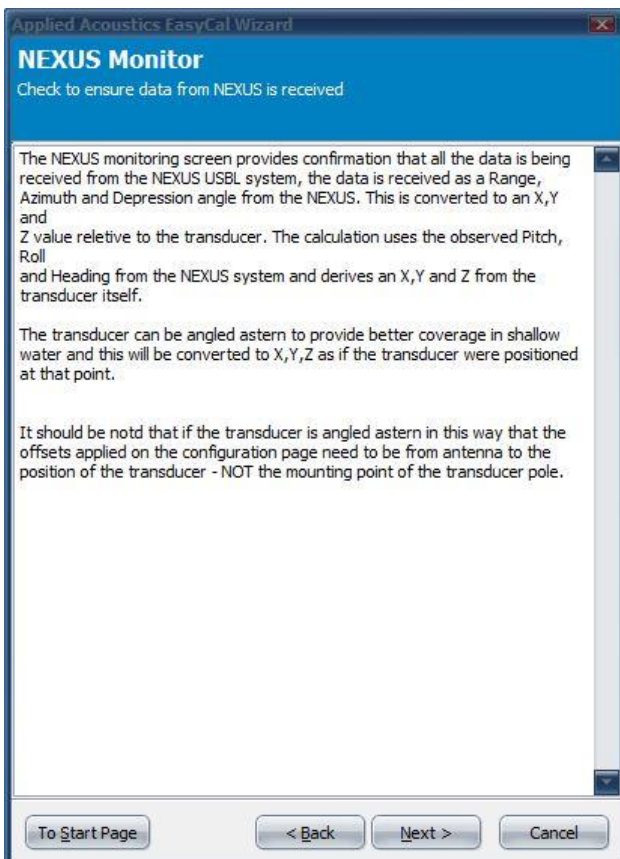 Applied Acoustics EasyCal Wizard
NEXUS Monitor
Check to ensure data from NEXUS is received
The NEXUS monitoring screen provides confirmation that all the data is being
received from the NEXUS USBL system, the data is received as a Range,
Azimuth and Depression angle from the NEXUS. This is converted to an X,Y
and
Z value reletive to the transducer. The calculation uses the observed Pitch,
Roll
and Heading from the NEXUS system and derives an X,Y and Z from the
transducer itself.
The transducer can be angled astern to provide better coverage in shallow
water and this will be converted to X,Y,Z as if the transducer were positioned
at that point.
It should be notd that if the transducer is angled astern in this way that the
offsets applied on the configuration page need to be from antenna to the
position of the transducer - NOT the mounting point of the transducer pole.
To Start Page
< Back
Next >
Cancel